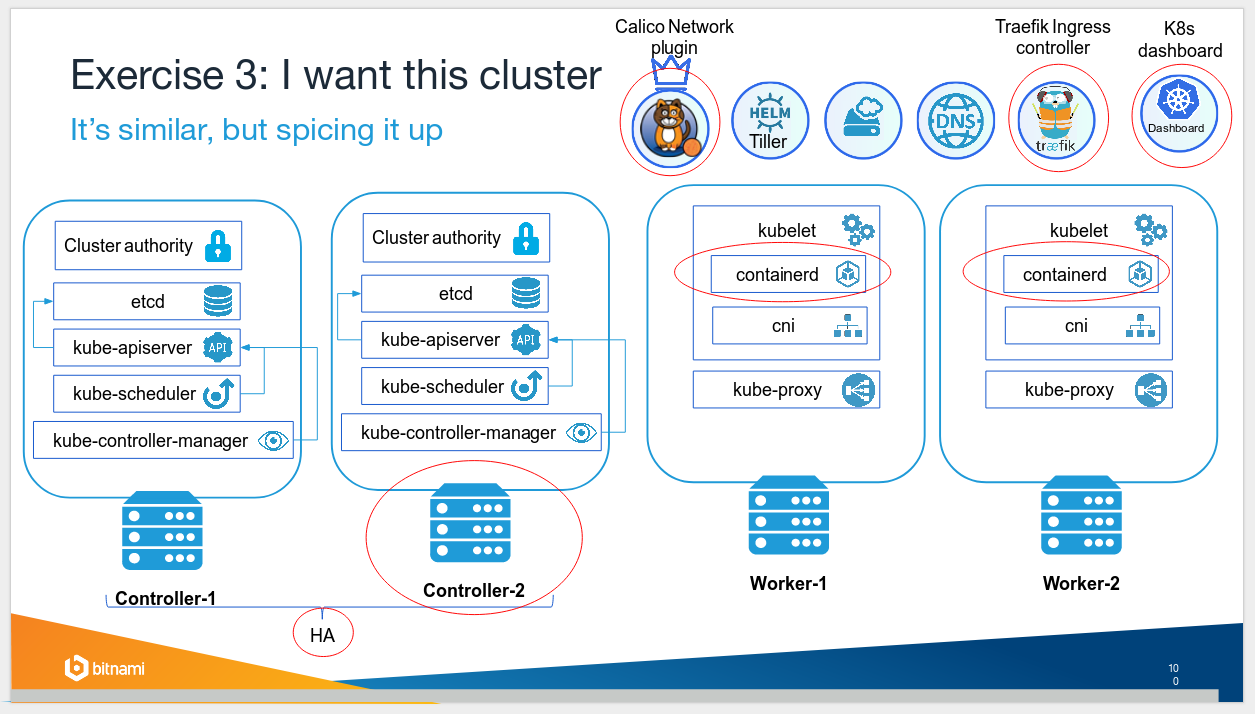 Exercise 3: I want this cluster
It's similar, but spicing it up
Calico Network
plugin
Traefik Ingress
controller
K8s
dashboard
HELM
Tiller
DNS
træfik
Dashboard
Cluster authority
etcd
kube-apiserver
API
kube-scheduler
kube-controller-manager
Controller-1
Cluster authority
etcd
kube-apiserver
API
kube-scheduler
kube-controller-manager
Controller-2
HA
kubelet
containerd
cni
kube-proxy
Worker-1
kubelet
containerd
cni
kube-proxy
Worker-2
bitnami
10
0